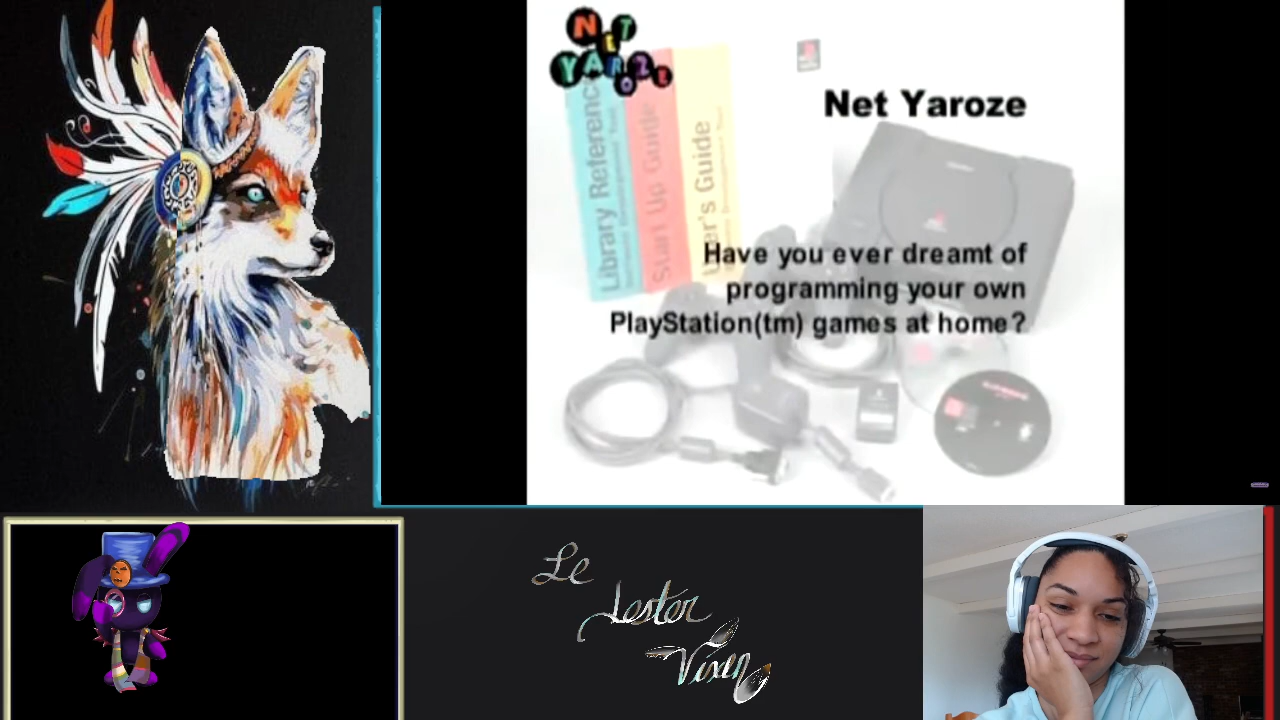 NET
YAROZE
Net Yaroze
Library Reference
Start Up Guide
User's Guide
Have you ever dreamt of
programming your own
PlayStation(tm) games at home?
Le
Lester
Vixen